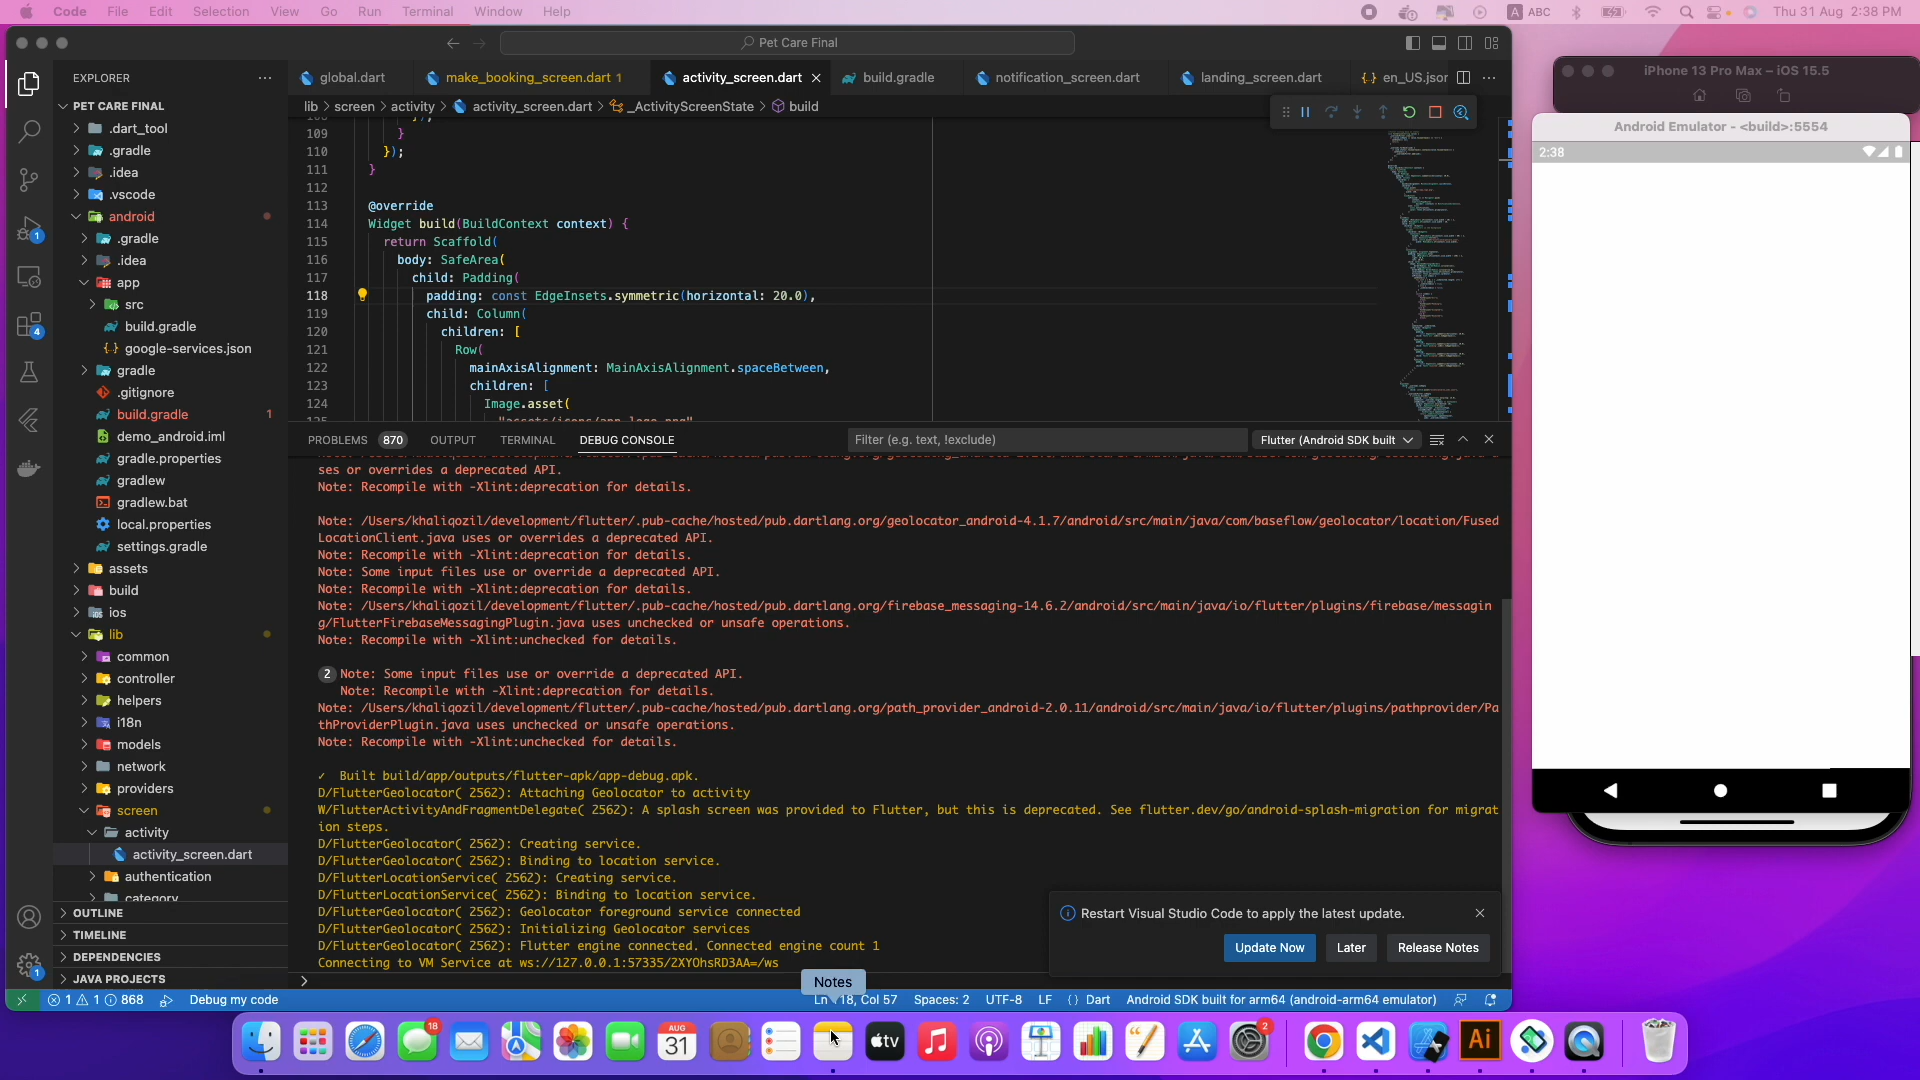 Code File Edit Selection View Go Run Terminal Window Help
A ABC
Thu 31 Aug 2:38 PM
Pet Care Final
EXPLORER
global.dart
make_booking_screen.dart 1
activity_screen.dart
build.gradle
notification_screen.dart
landing_screen.dart
en_US.json
PET CARE FINAL
.dart_tool
.gradle
.idea
.vscode
android
.gradle
.idea
app
src
build.gradle
google-services.json
gradle
.gitignore
build.gradle 1
demo_android.iml
gradle.properties
gradlew
gradlew.bat
local.properties
settings.gradle
assets
build
ios
lib
common
controller
helpers
i18n
models
network
providers
screen
activity
activity_screen.dart
authentication
category
OUTLINE
TIMELINE
DEPENDENCIES
JAVA PROJECTS
1
4
1
lib > screen > activity > activity_screen.dart > _ActivityScreenState > build
109 }
110 });
111 }
112
113 @override
114 Widget build(BuildContext context) {
115 return Scaffold(
116 body: SafeArea(
117 child: Padding(
118 padding: const EdgeInsets.symmetric(horizontal: 20.0),
119 child: Column(
120 children: [
121 Row(
122 mainAxisAlignment: MainAxisAlignment.spaceBetween,
123 children: [
124 Image.asset(
PROBLEMS 870 OUTPUT TERMINAL DEBUG CONSOLE
Filter (e.g. text, !exclude)
Flutter (Android SDK built
ses or overrides a deprecated API.
Note: Recompile with -Xlint:deprecation for details.
Note: /Users/khaliqozil/development/flutter/.pub-cache/hosted/pub.dartlang.org/geolocator_android-4.1.7/android/src/main/java/com/baseflow/geolocator/location/Fused
LocationClient.java uses or overrides a deprecated API.
Note: Recompile with -Xlint:deprecation for details.
Note: Some input files use or override a deprecated API.
Note: Recompile with -Xlint:deprecation for details.
Note: /Users/khaliqozil/development/flutter/.pub-cache/hosted/pub.dartlang.org/firebase_messaging-14.6.2/android/src/main/java/io/flutter/plugins/firebase/messagin
g/FlutterFirebaseMessagingPlugin.java uses unchecked or unsafe operations.
Note: Recompile with -Xlint:unchecked for details.
2 Note: Some input files use or override a deprecated API.
Note: Recompile with -Xlint:deprecation for details.
Note: /Users/khaliqozil/development/flutter/.pub-cache/hosted/pub.dartlang.org/path_provider_android-2.0.11/android/src/main/java/io/flutter/plugins/pathprovider/Pa
thProviderPlugin.java uses unchecked or unsafe operations.
Note: Recompile with -Xlint:unchecked for details.
✓ Built build/app/outputs/flutter-apk/app-debug.apk.
D/FlutterGeolocator( 2562): Attaching Geolocator to activity
W/FlutterActivityAndFragmentDelegate( 2562): A splash screen was provided to Flutter, but this is deprecated. See flutter.dev/go/android-splash-migration for migrat
ion steps.
D/FlutterGeolocator( 2562): Creating service.
D/FlutterGeolocator( 2562): Binding to location service.
D/FlutterLocationService( 2562): Creating service.
D/FlutterLocationService( 2562): Binding to location service.
D/FlutterGeolocator( 2562): Geolocator foreground service connected
D/FlutterGeolocator( 2562): Initializing Geolocator services
D/FlutterGeolocator( 2562): Flutter engine connected. Connected engine count 1
Connecting to VM Service at ws://127.0.0.1:57335/ZXYOhsRD3AA=/ws
Restart Visual Studio Code to apply the latest update.
Update Now
Later
Release Notes
Notes
1 1 868 Debug my code
Col 57 Spaces: 2 UTF-8 LF {} Dart Android SDK built for arm64 (android-arm64 emulator)
iPhone 13 Pro Max – iOS 15.5
Android Emulator - <build>:5554
2:38
18
AUG
31
tv
2
Ai